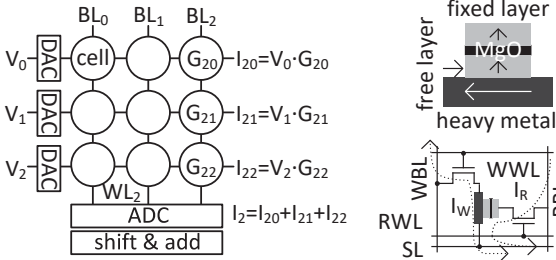 BL0 BL1 BL2
V0 DAC cell G20 I20=V0·G20
V1 DAC G21 I21=V1·G21
V2 DAC G22 I22=V2·G22
WL2
ADC I2=I20+I21+I22
shift & add
fixed layer
MgO
free layer
heavy metal
WBL
WWL
IW
IR
RWL
SL